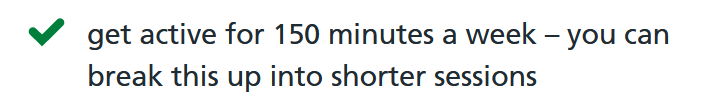 get active for 150 minutes a week – you can
break this up into shorter sessions